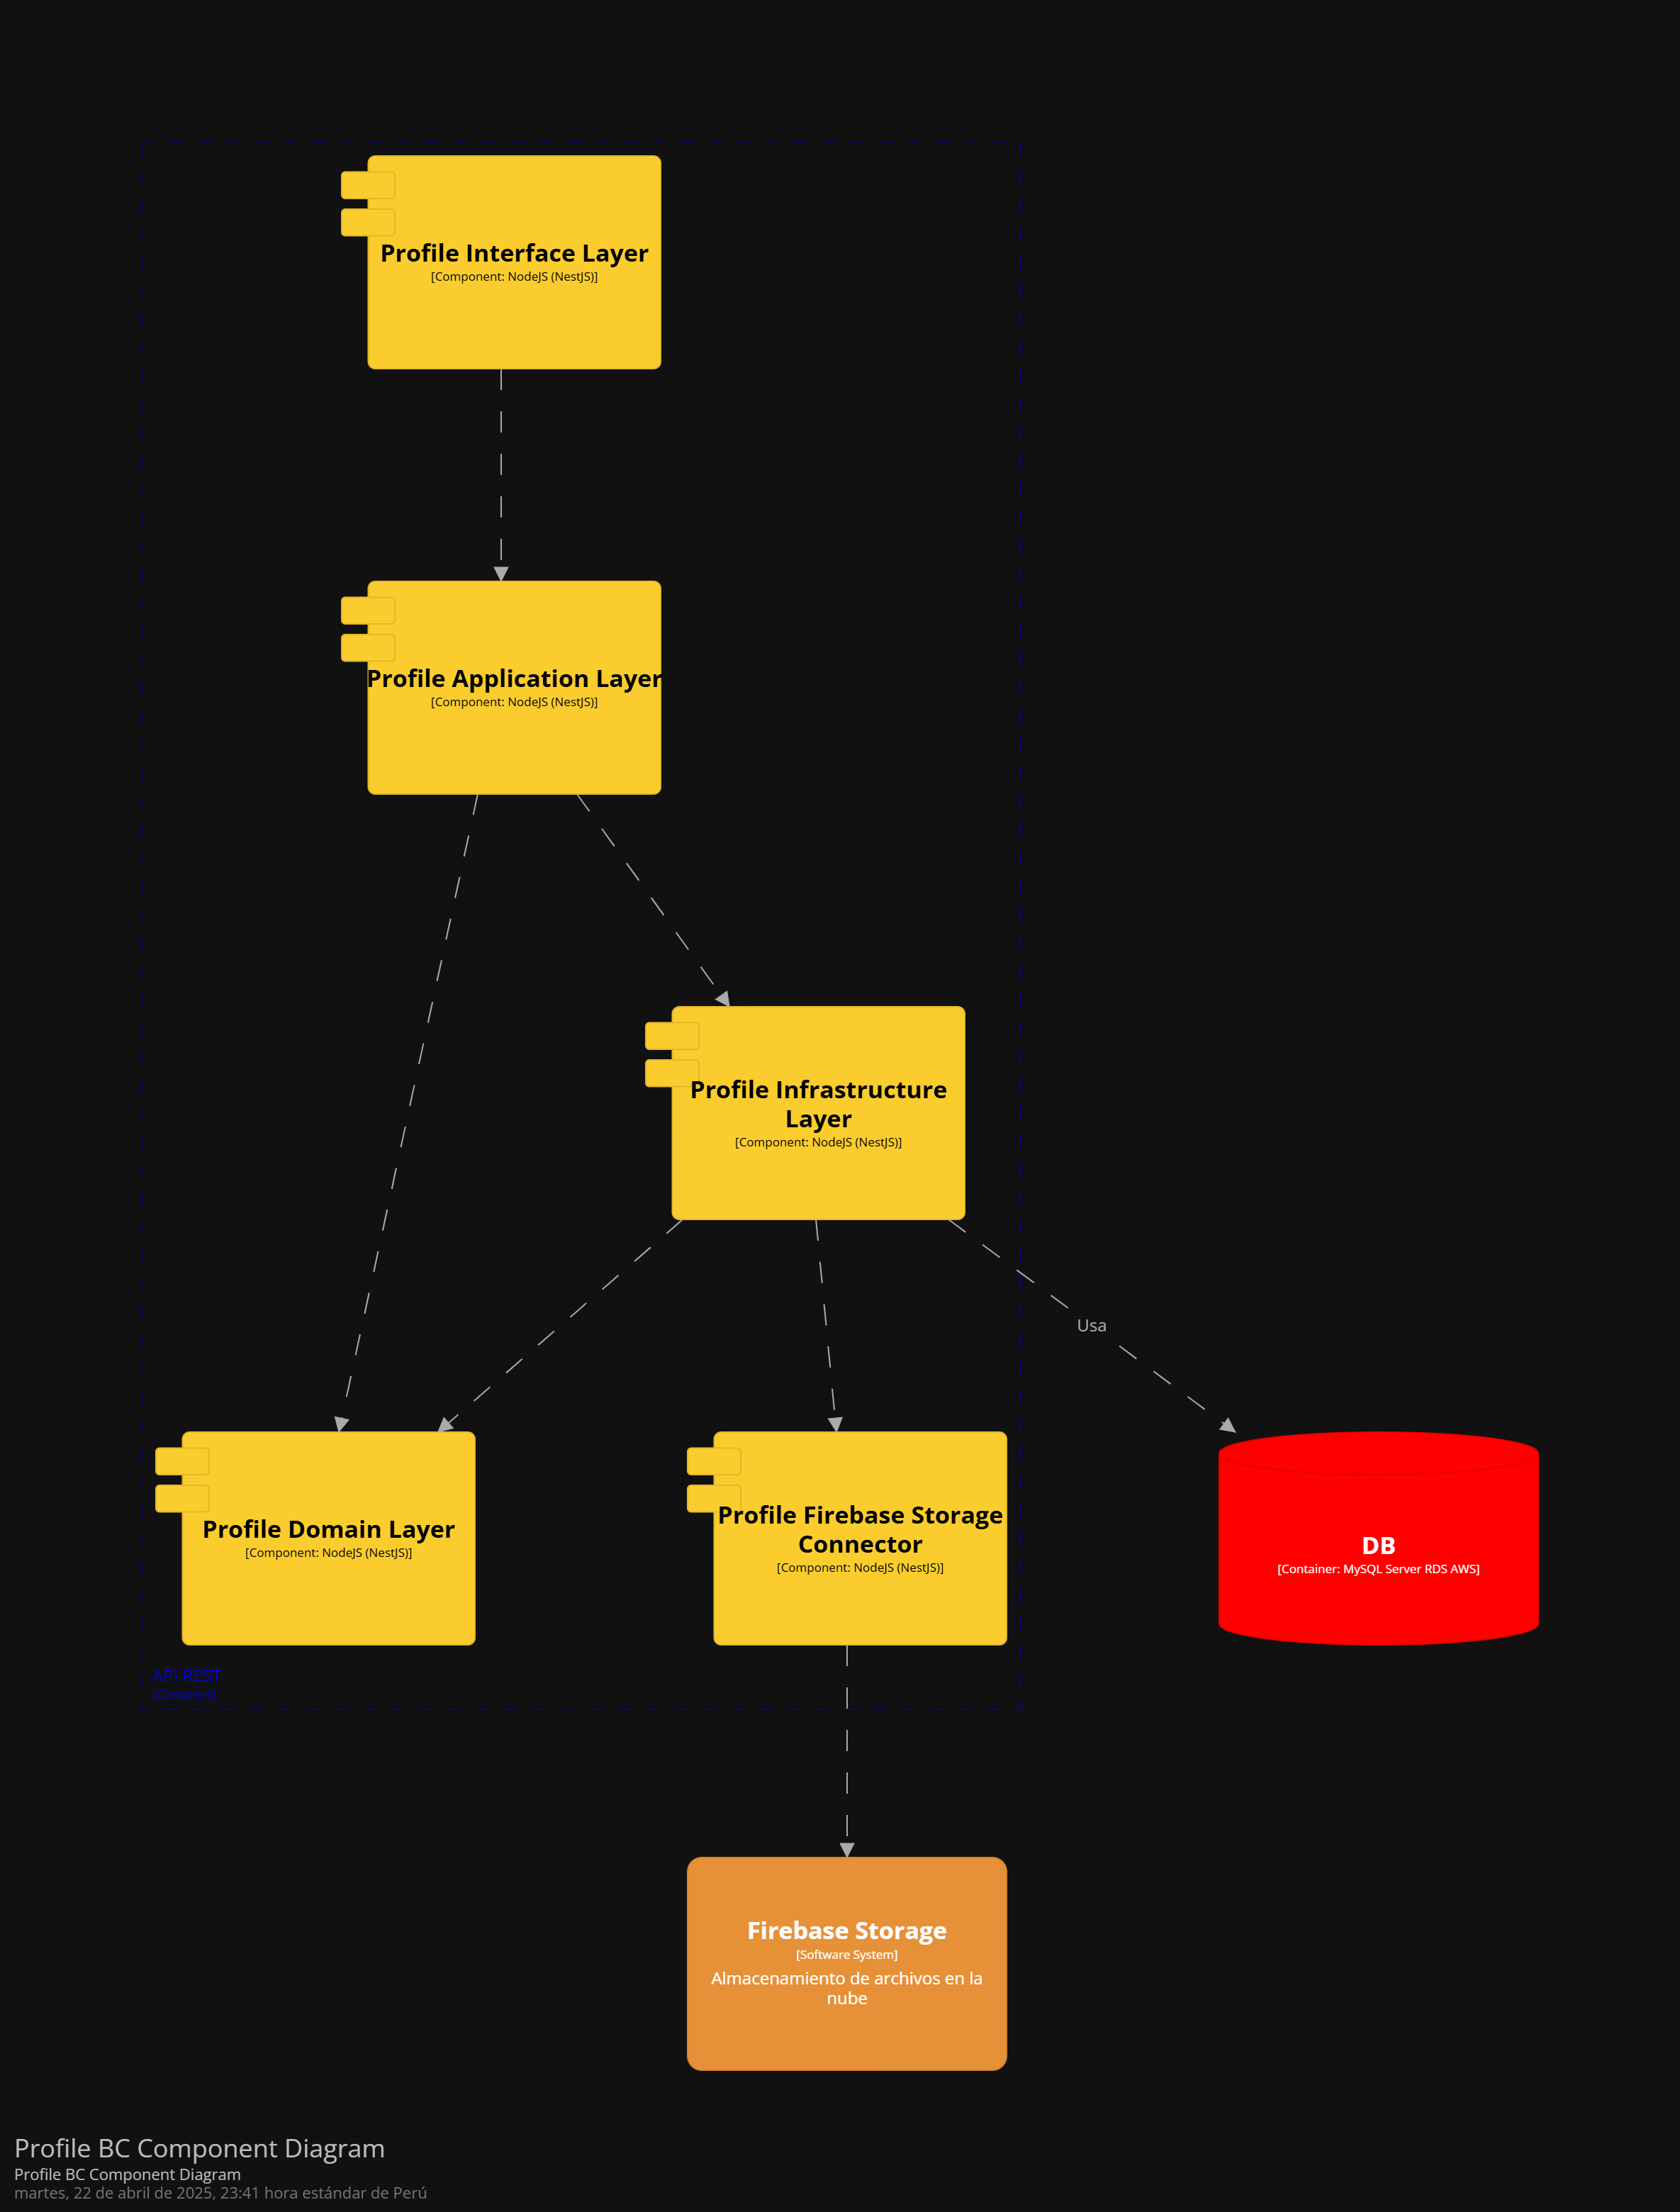 Profile Interface Layer
[Component: NodeJS (NestJS)]
Profile Application Layer
[Component: NodeJS (NestJS)]
Profile Infrastructure
Layer
[Component: NodeJS (NestJS)]
Usa
Profile Domain Layer
[Component: NodeJS (NestJS)]
Profile Firebase Storage
Connector
[Component: NodeJS (NestJS)]
DB
[Container: MySQL Server RDS AWS]
API REST
[Container]
Firebase Storage
[Software System]
Almacenamiento de archivos en la
nube
Profile BC Component Diagram
Profile BC Component Diagram
martes, 22 de abril de 2025, 23:41 hora estándar de Perú